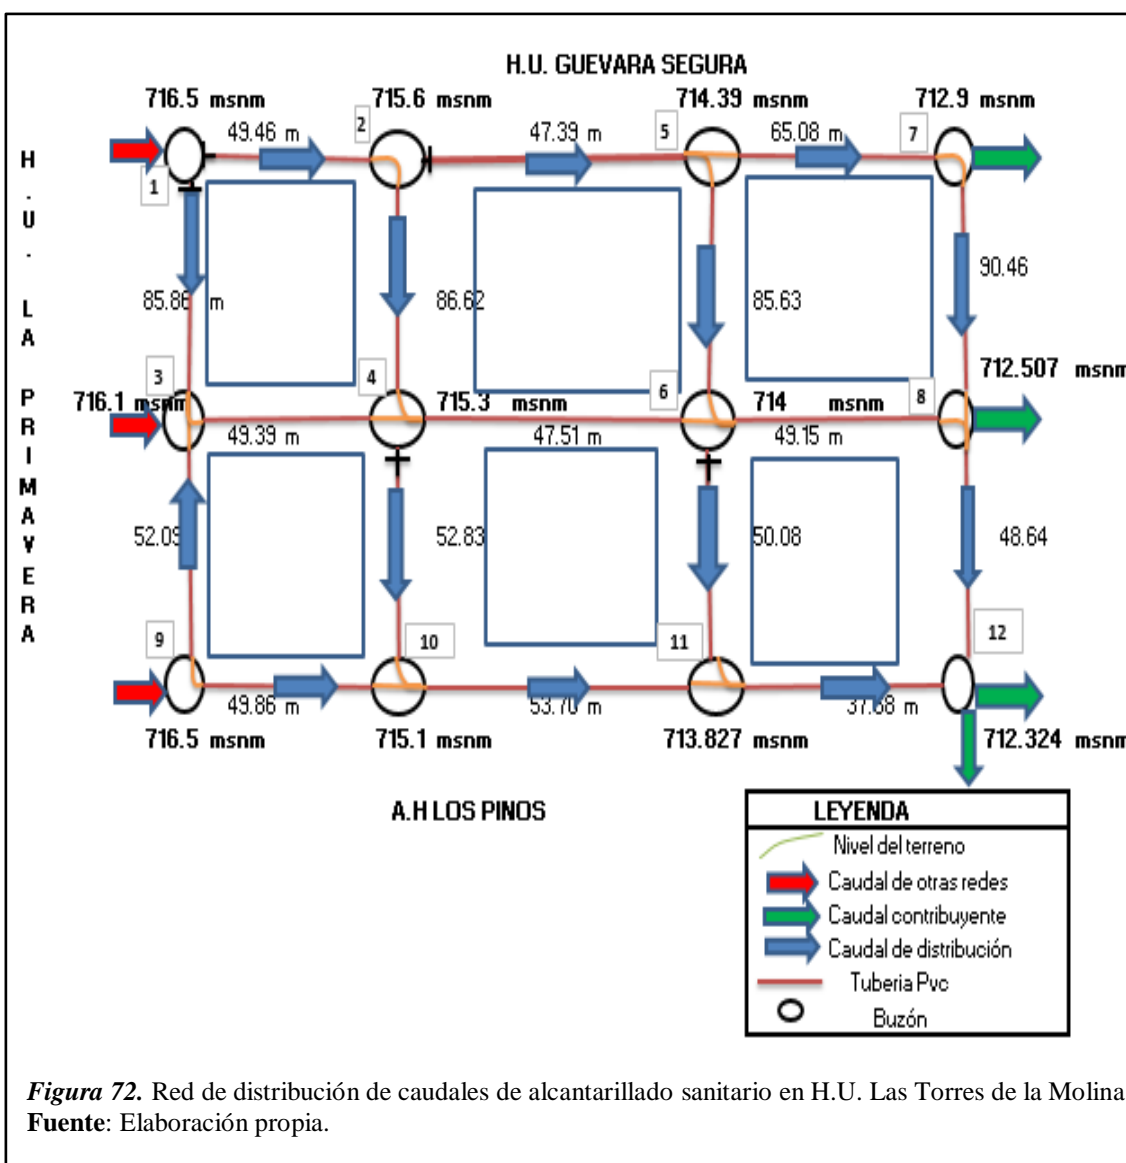 H.U. GUEVARA SEGURA
716.5 msnm
715.6 msnm
714.39 msnm
712.9 msnm
2
5
7
49.46 m
47.39 m
65.08 m
1
H.U. LA PRIMAVERA
90.46
85.86 m
86.62
85.63
3
4
6
8
712.507 msnm
716.1 msnm
715.3 msnm
714 msnm
49.39 m
47.51 m
49.15 m
52.83
50.08
48.64
9
10
11
12
49.86 m
53.70 m
716.5 msnm
715.1 msnm
713.827 msnm
712.324 msnm
A.H LOS PINOS
LEYENDA
Nivel del terreno
Caudal de otras redes
Caudal contribuyente
Caudal de distribución
Tuberia Pvc
Buzón
Figura 72. Red de distribución de caudales de alcantarillado sanitario en H.U. Las Torres de la Molina
Fuente: Elaboración propia.